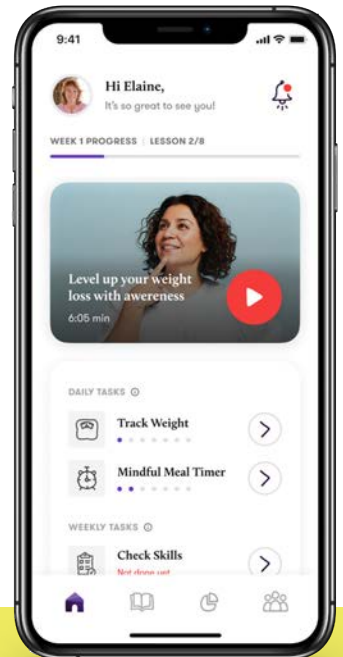 9:41
Hi Elaine,
It's so great to see you!
WEEK 1 PROGRESS | LESSON 2/8
Level up your weight
loss with awereness
6:05 min
DAILY TASKS
Track Weight
Mindful Meal Timer
WEEKLY TASKS
Check Skills
Not done yet